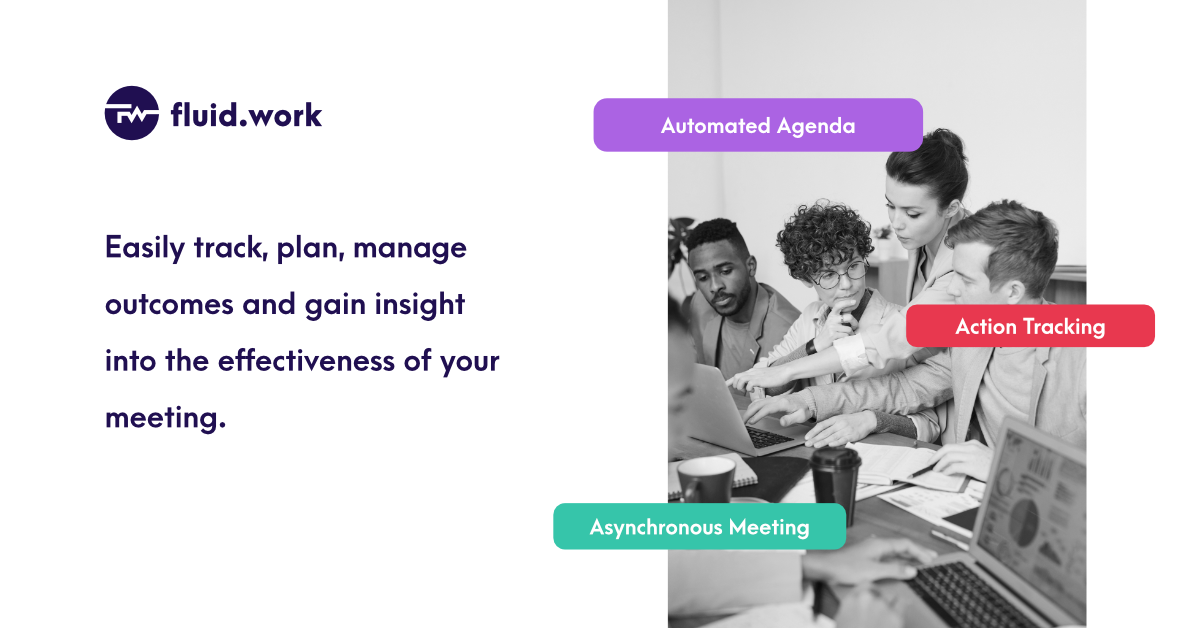 fluid.work
Easily track, plan, manage
outcomes and gain insight
into the effectiveness of your
meeting.
Automated Agenda
Action Tracking
Asynchronous Meeting